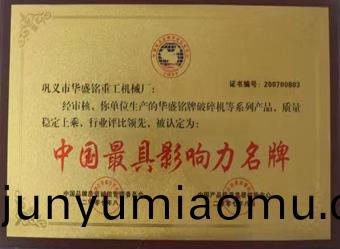 证书编号：200700803
巩义市华盛铭重工机械厂：
经审核、你单位生产的华盛铭牌破碎机等系列产品，质量
稳定上乘，行业评比领先，被认定为：
中国最具影响力名牌
junyumiaomu.c